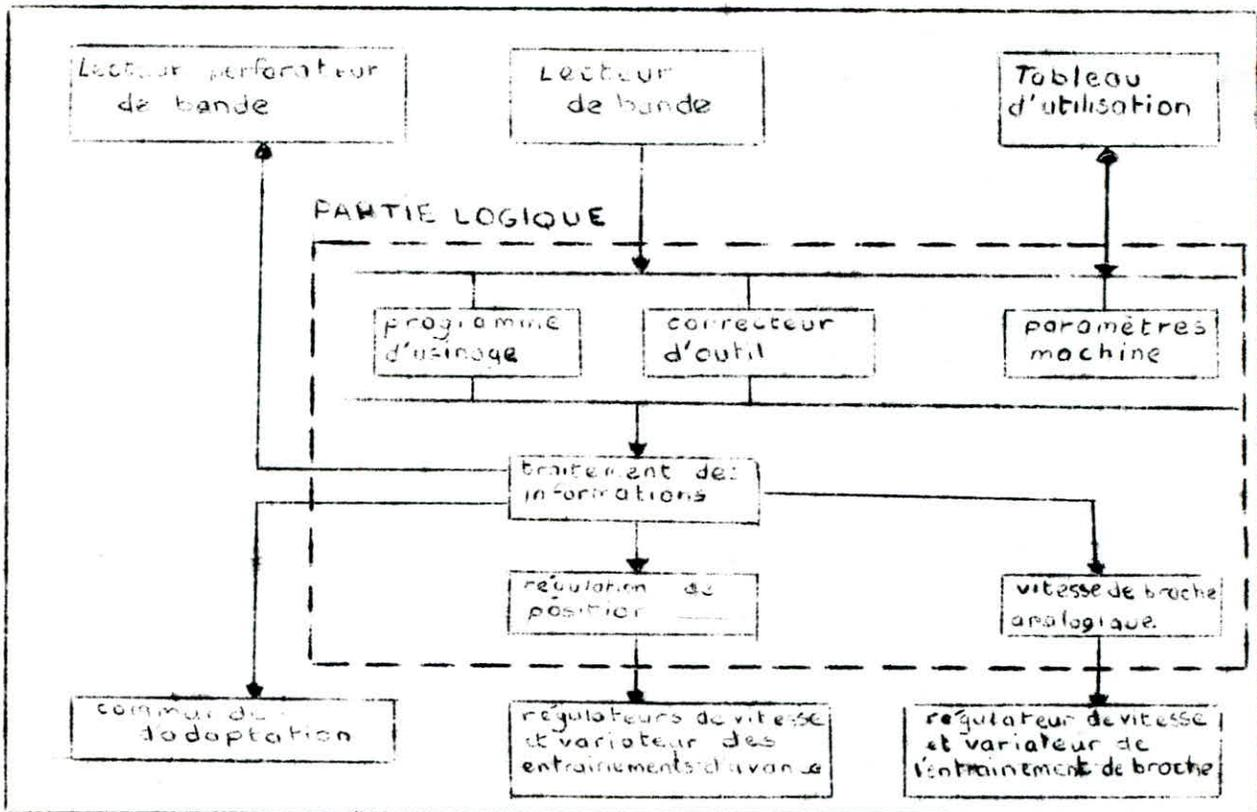 Lecteur perforateur
de bande
Lecteur
de bande
Tableau
d'utilisation
PARTIE LOGIQUE
programme
d'usinage
correcteur
d'outil
paramètres
machine
traitement des
informations
régulation de
position
vitesse de broche
analogique.
commande
d'adaptation
régulateurs de vitesse
et variateur des
entrainements d'avance
régulateur de vitesse
et variateur de
l'entrainement de broche